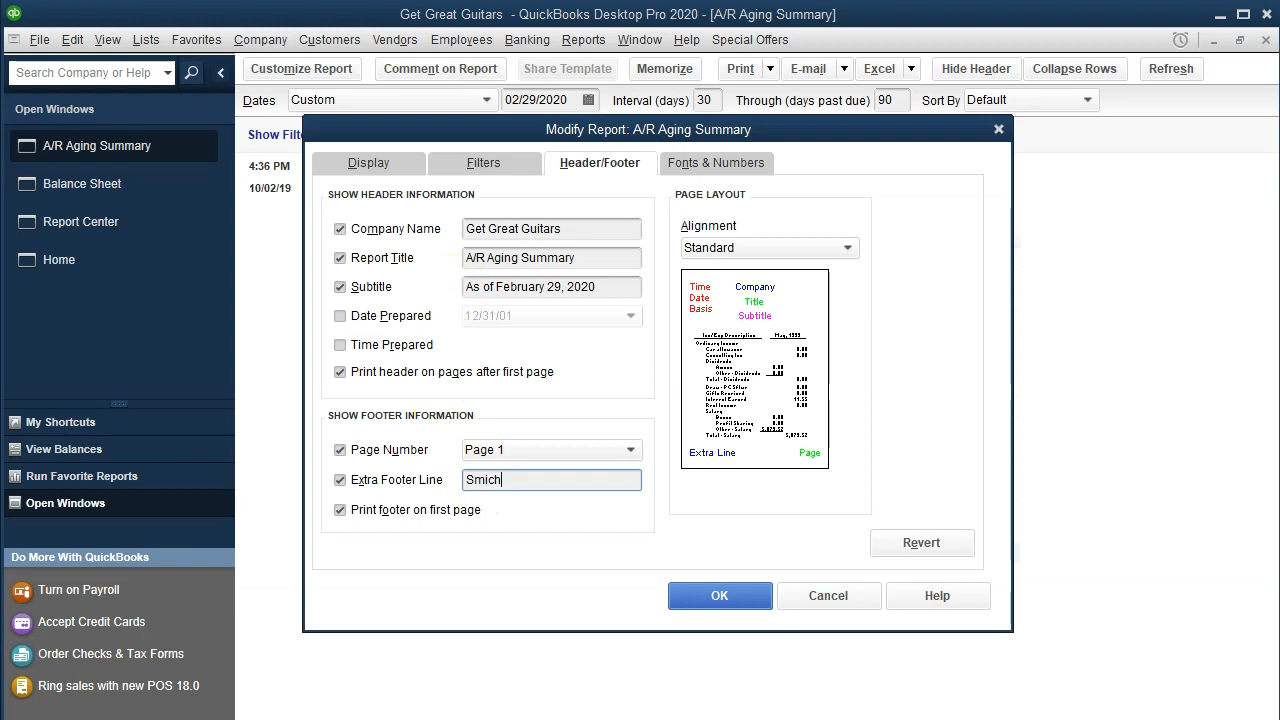 Get Great Guitars - QuickBooks Desktop Pro 2020 - [A/R Aging Summary]
File Edit View Lists Favorites Company Customers Vendors Employees Banking Reports Window Help Special Offers
Search Company or Help
Customize Report Comment on Report Share Template Memorize Print E-mail Excel Hide Header Collapse Rows Refresh
Dates Custom 02/29/2020 Interval (days) 30 Through (days past due) 90 Sort By Default
Open Windows
A/R Aging Summary
Balance Sheet
Report Center
Home
My Shortcuts
View Balances
Run Favorite Reports
Open Windows
Do More With QuickBooks
Turn on Payroll
Accept Credit Cards
Order Checks & Tax Forms
Ring sales with new POS 18.0
Show Filt
4:36 PM
10/02/19
Modify Report: A/R Aging Summary
Display Filters Header/Footer Fonts & Numbers
SHOW HEADER INFORMATION
Company Name Get Great Guitars
Report Title A/R Aging Summary
Subtitle As of February 29, 2020
Date Prepared 12/31/01
Time Prepared
Print header on pages after first page
SHOW FOOTER INFORMATION
Page Number Page 1
Extra Footer Line Smich
Print footer on first page
PAGE LAYOUT
Alignment
Standard
Time Company
Date Title
Basis Subtitle
Extra Line Page
Revert
OK Cancel Help